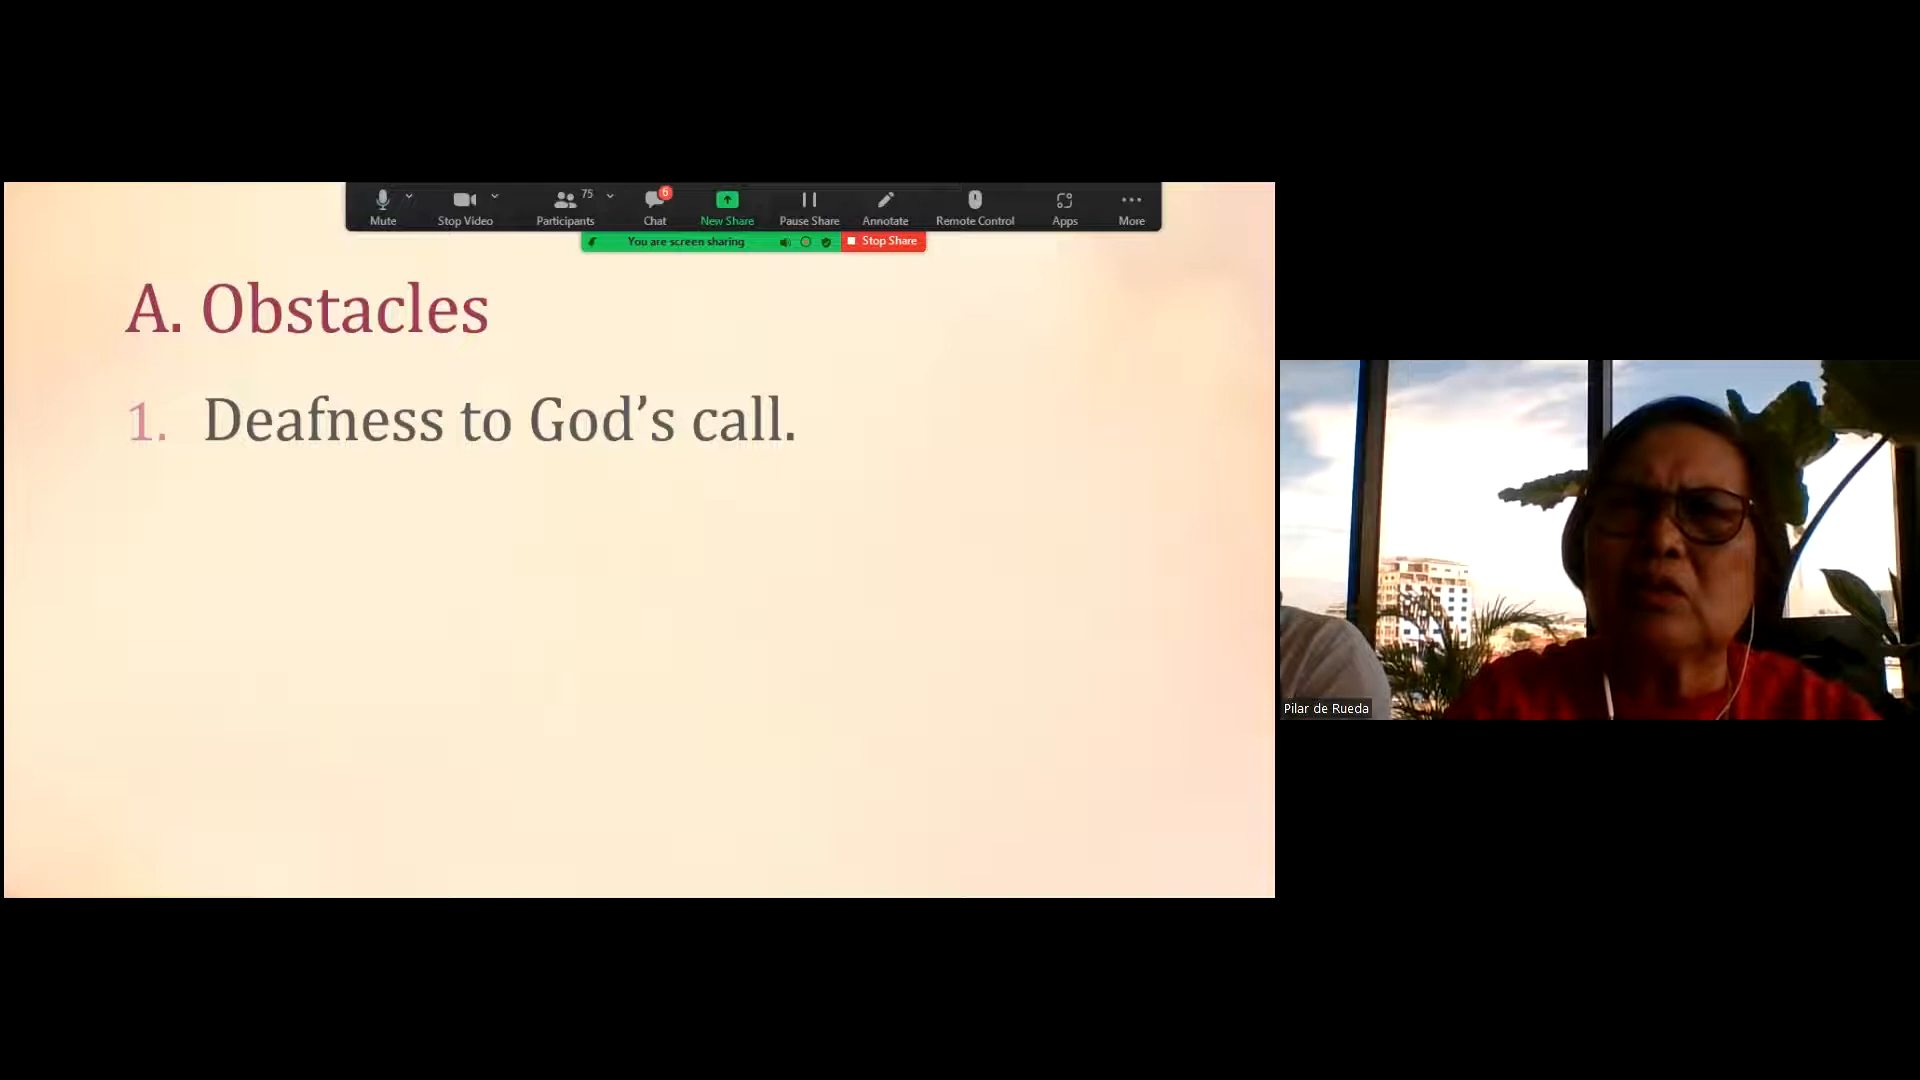 75
6
Mute
Stop Video
Participants
Chat
New Share
Pause Share
Annotate
Remote Control
Apps
More
You are screen sharing
Stop Share
A. Obstacles
1. Deafness to God’s call.
Pilar de Rueda